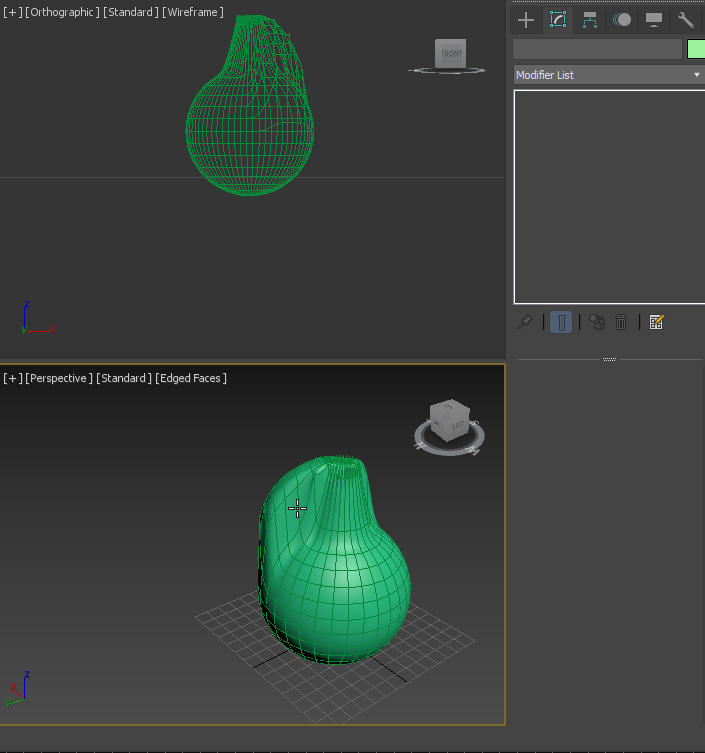 [+] [Orthographic] [Standard] [Wireframe]
FRONT
Modifier List
z
[+] [Perspective] [Standard] [Edged Faces]
LEFT
z